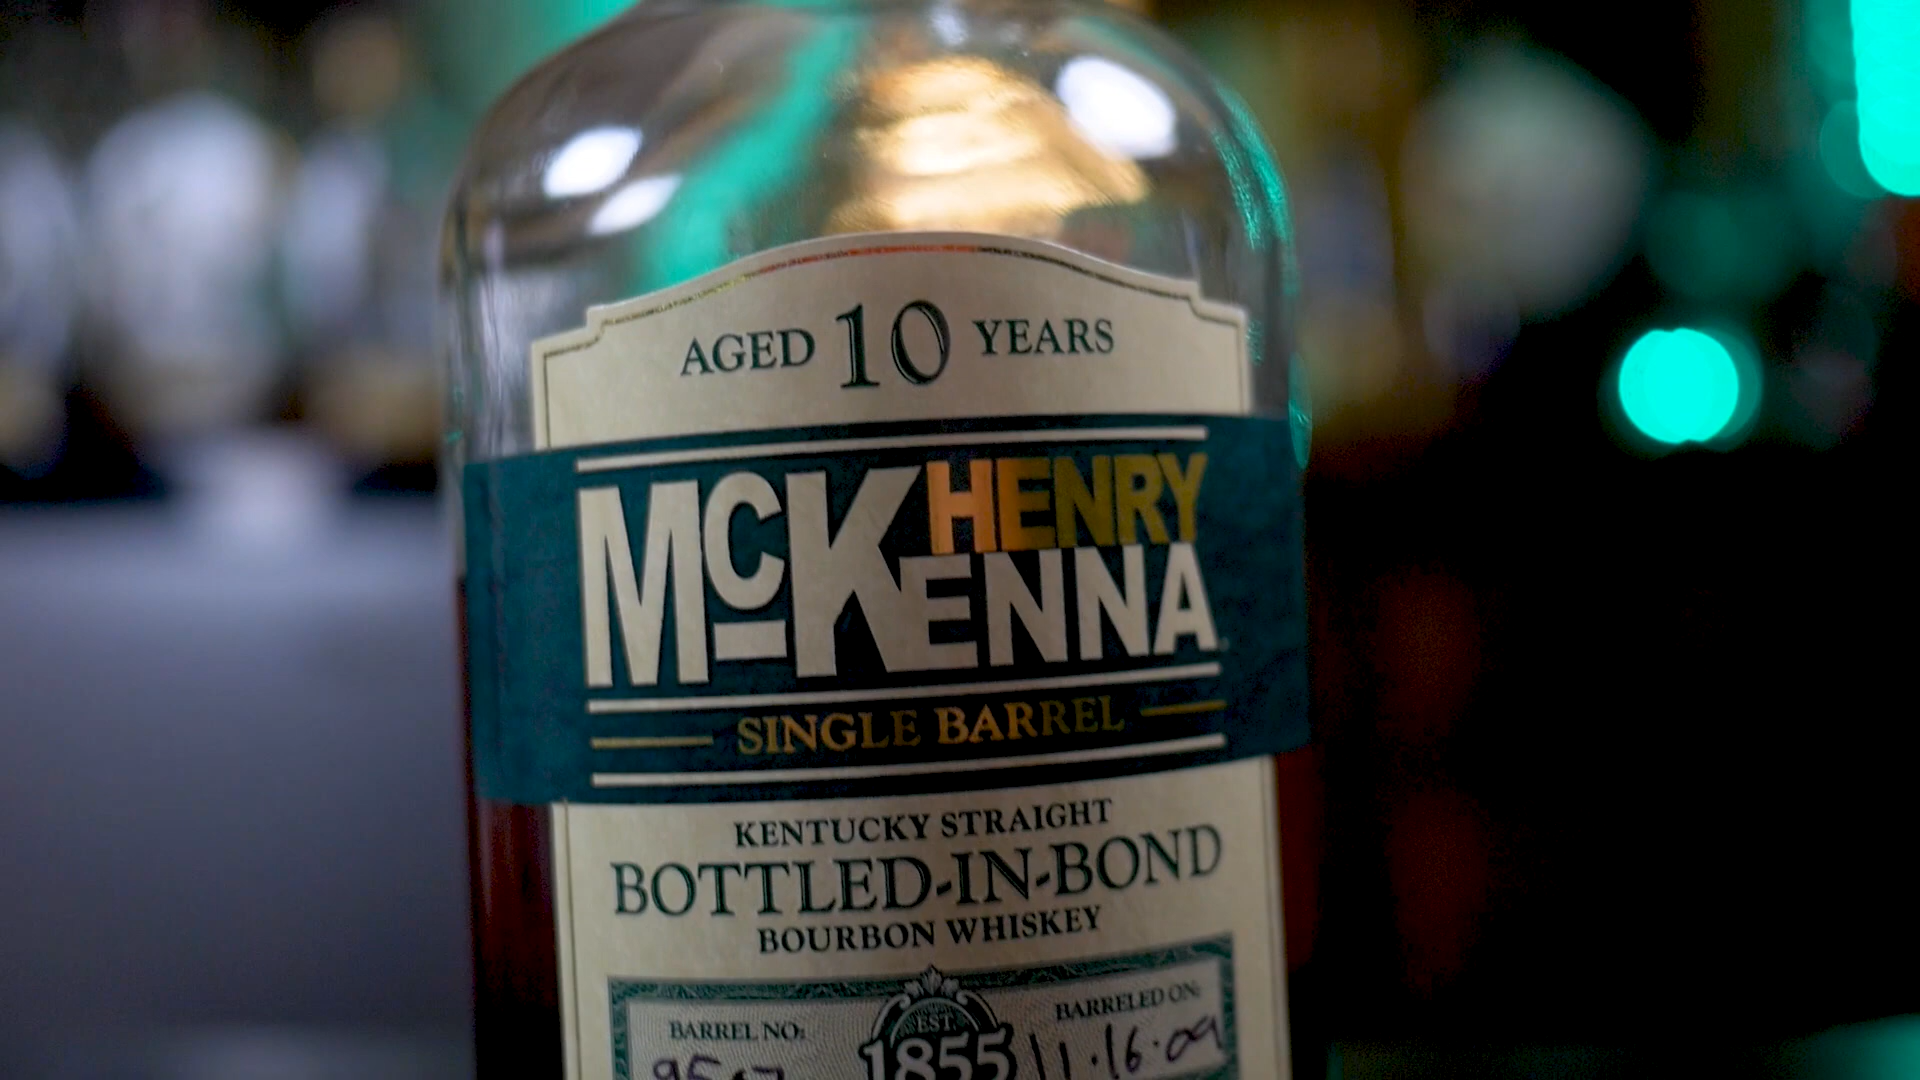 AGED 10 YEARS
HENRY
McKENNA
SINGLE BARREL
KENTUCKY STRAIGHT
BOTTLED-IN-BOND
BOURBON WHISKEY
BARREL NO:
EST.
1855
BARRELED ON:
11·16·09